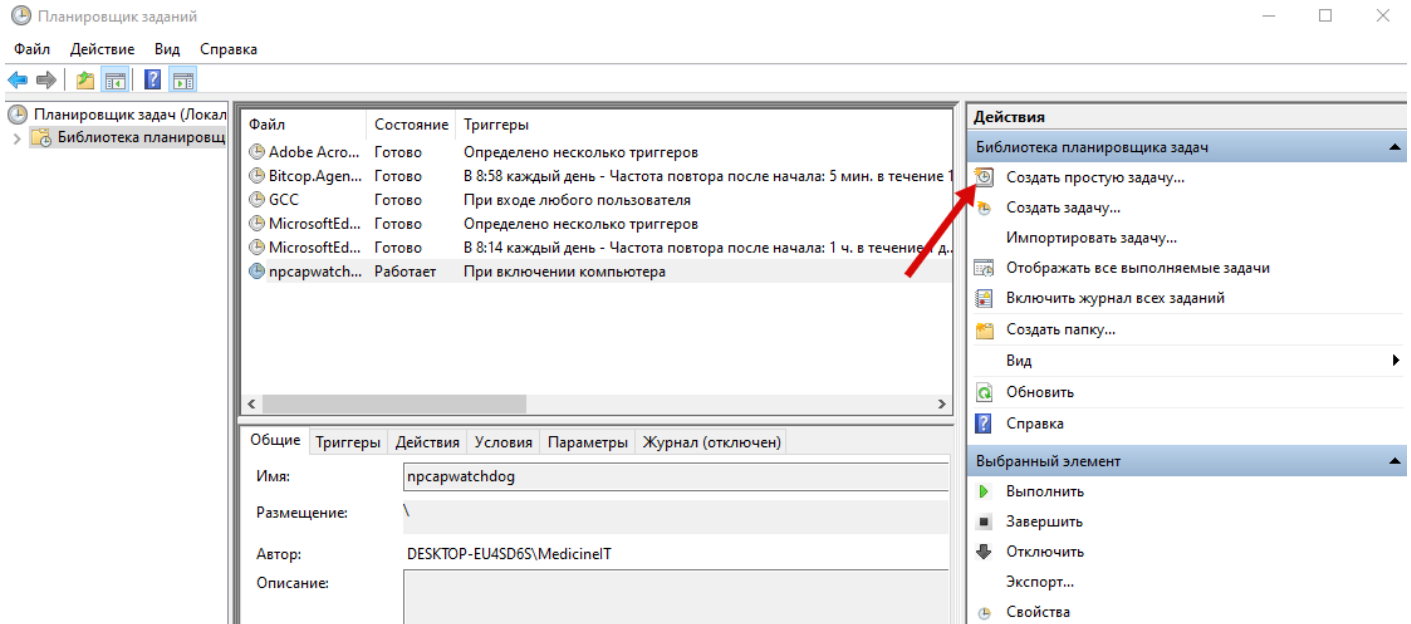 Планировщик заданий
Файл Действие Вид Справка
Планировщик задач (Локал
Библиотека планировщ
Файл Состояние Триггеры
Adobe Acro... Готово Определено несколько триггеров
Bitcop.Agen... Готово В 8:58 каждый день - Частота повтора после начала: 5 мин. в течение 1
GCC Готово При входе любого пользователя
MicrosoftEd... Готово Определено несколько триггеров
MicrosoftEd... Готово В 8:14 каждый день - Частота повтора после начала: 1 ч. в течение д..
npcapwatch... Работает При включении компьютера
Общие Триггеры Действия Условия Параметры Журнал (отключен)
Имя: npcapwatchdog
Размещение: \
Автор: DESKTOP-EU4SD6S\MedicineIT
Описание:
Действия
Библиотека планировщика задач
Создать простую задачу...
Создать задачу...
Импортировать задачу...
Отображать все выполняемые задачи
Включить журнал всех заданий
Создать папку...
Вид
Обновить
Справка
Выбранный элемент
Выполнить
Завершить
Отключить
Экспорт...
Свойства